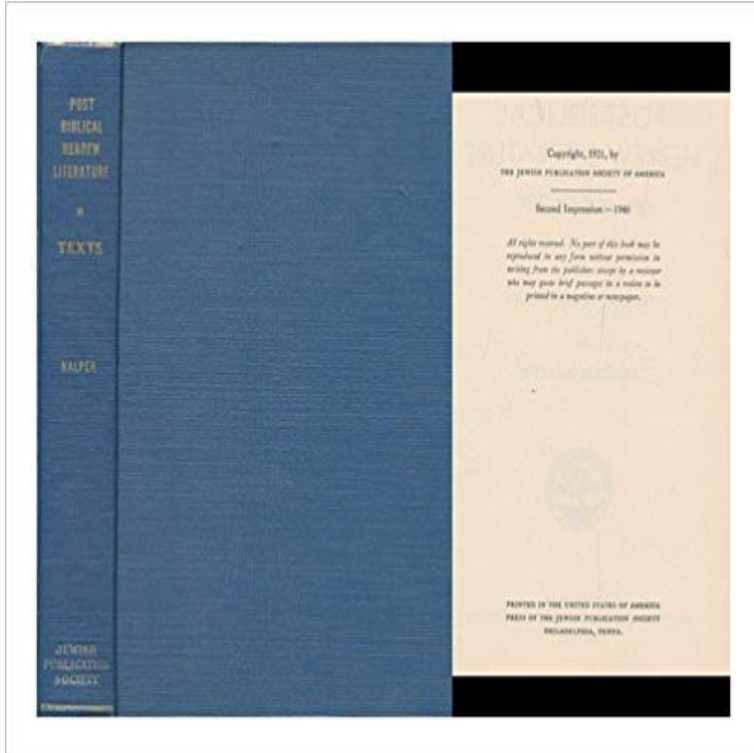 POST
BIBLICAL
HEBREW
LITERATURE
TEXTS
HALPER
JEWISH
PUBLICATION
SOCIETY
Copyright, 1921, by
THE JEWISH PUBLICATION SOCIETY OF AMERICA
Second Impression — 1946
All rights reserved. No part of this book may be
reproduced in any form without permission in
writing from the publisher: except by a reviewer
who may quote brief passages in a review to be
printed in a magazine or newspaper.
PRINTED IN THE UNITED STATES OF AMERICA
PRESS OF THE JEWISH PUBLICATION SOCIETY
PHILADELPHIA, PENNA.